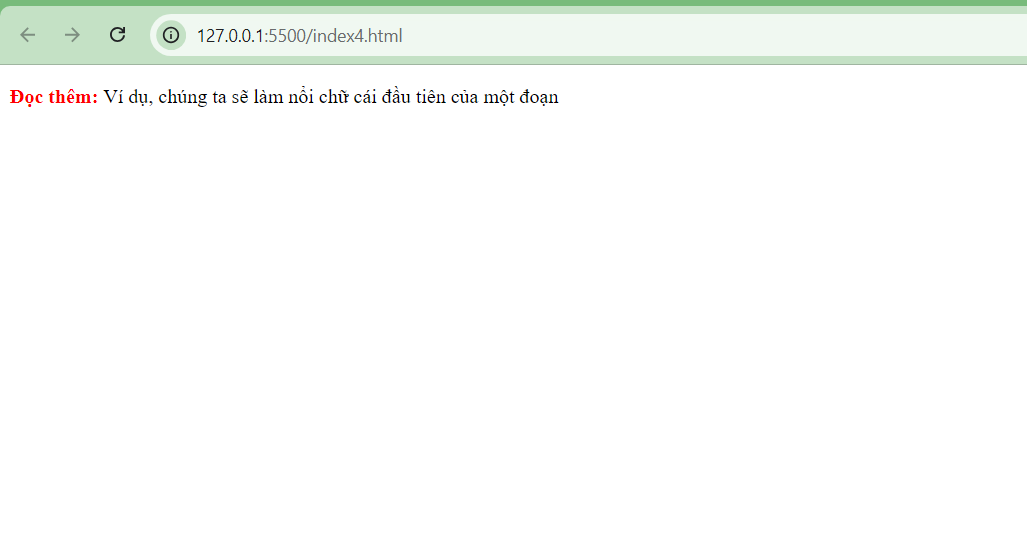 127.0.0.1:5500/index4.html
Đọc thêm: Ví dụ, chúng ta sẽ làm nổi chữ cái đầu tiên của một đoạn